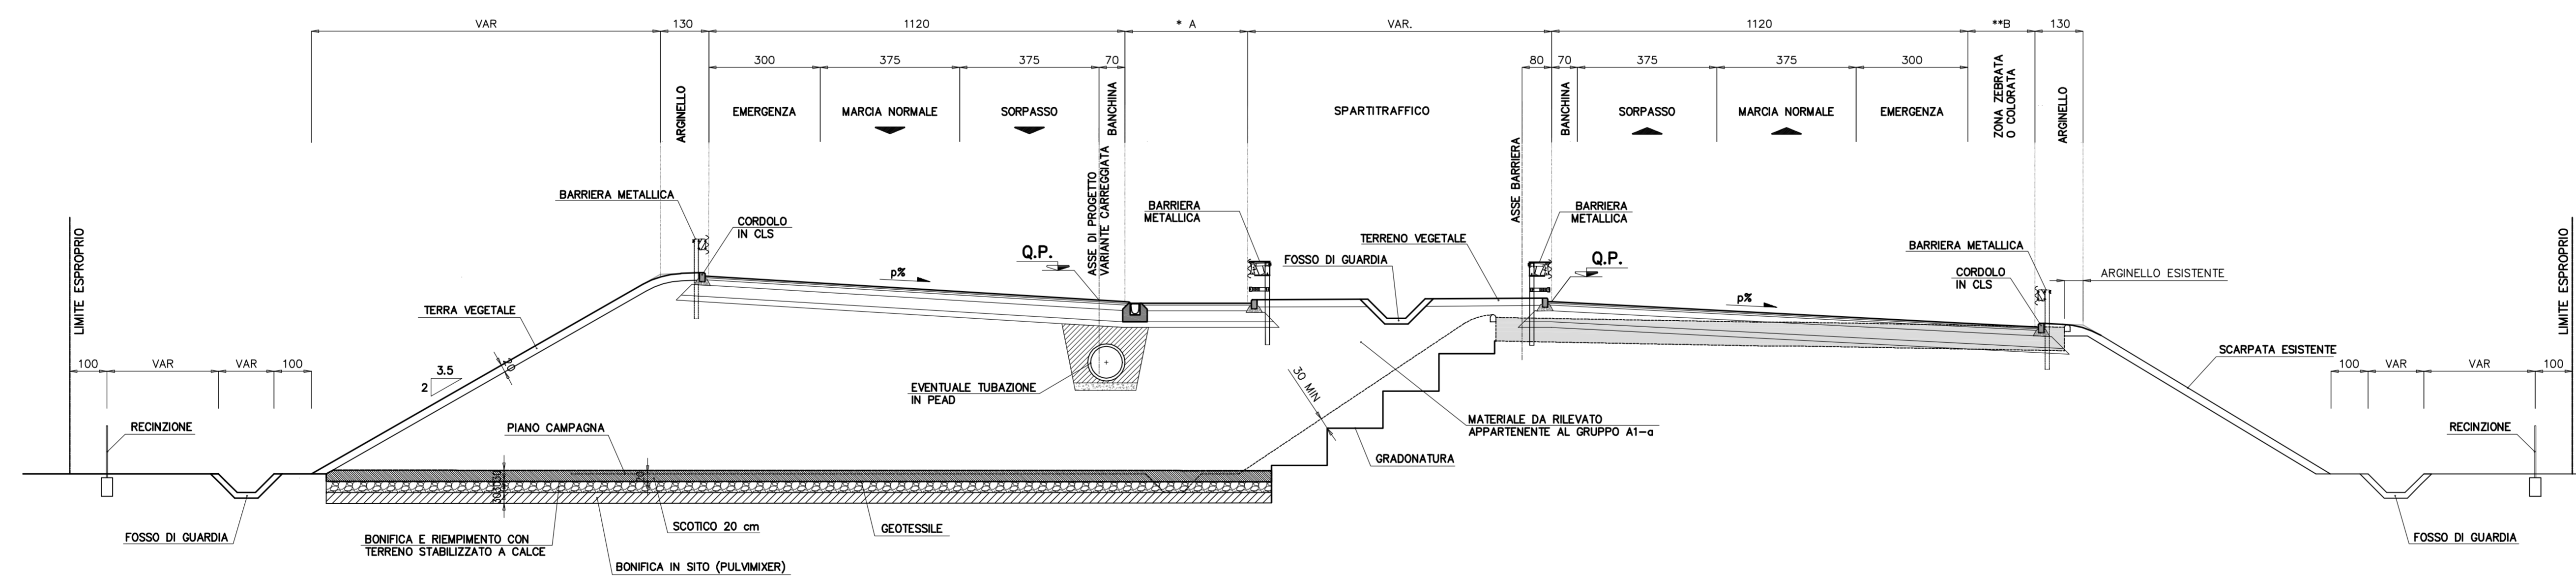 VAR
130
1120
* A
VAR.
1120
**B
130
300
375
375
70
80
70
375
375
300
ARGINELLO
EMERGENZA
MARCIA NORMALE
SORPASSO
BANCHINA
SPARTITRAFFICO
BANCHINA
SORPASSO
MARCIA NORMALE
EMERGENZA
ZONA ZEBRATA
O COLORATA
ARGINELLO
ASSE DI PROGETTO
VARIANTE CARREGGIATA
ASSE BARRIERA
BARRIERA METALLICA
CORDOLO
IN CLS
BARRIERA
METALLICA
BARRIERA
METALLICA
TERRENO VEGETALE
FOSSO DI GUARDIA
Q.P.
Q.P.
p%
p%
BARRIERA METALLICA
CORDOLO
IN CLS
ARGINELLO ESISTENTE
LIMITE ESPROPRIO
LIMITE ESPROPRIO
TERRA VEGETALE
20
3.5
2
100
VAR
VAR
100
SCARPATA ESISTENTE
100
VAR
VAR
100
EVENTUALE TUBAZIONE
IN PEAD
30 MIN
MATERIALE DA RILEVATO
APPARTENENTE AL GRUPPO A1-a
GRADONATURA
RECINZIONE
PIANO CAMPAGNA
RECINZIONE
20
FOSSO DI GUARDIA
BONIFICA E RIEMPIMENTO CON
TERRENO STABILIZZATO A CALCE
SCOTICO 20 cm
GEOTESSILE
BONIFICA IN SITO (PULVIMIXER)
FOSSO DI GUARDIA